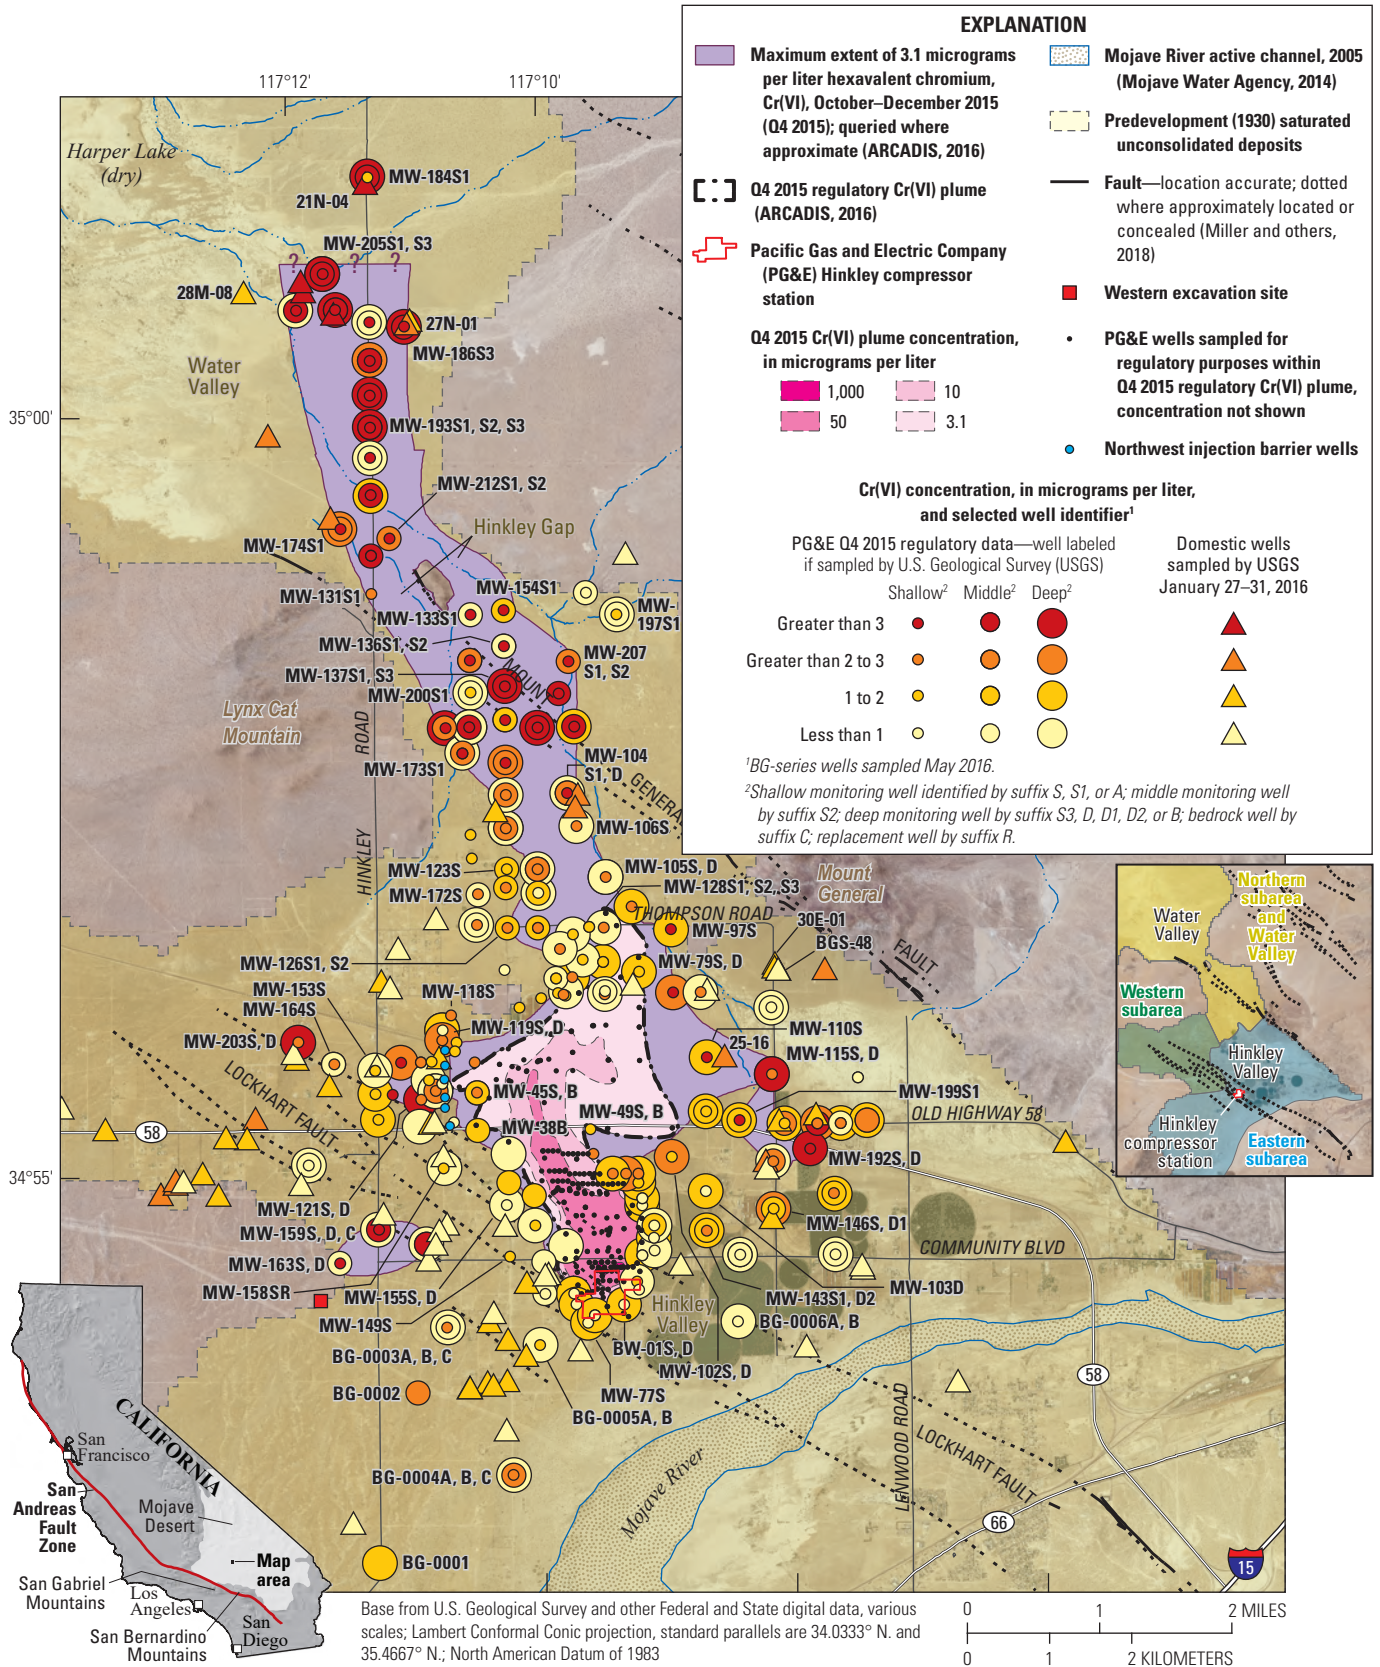 EXPLANATION
Maximum extent of 3.1 micrograms
per liter hexavalent chromium,
Cr(VI), October–December 2015
(Q4 2015); queried where
approximate (ARCADIS, 2016)
Q4 2015 regulatory Cr(VI) plume
(ARCADIS, 2016)
Pacific Gas and Electric Company
(PG&E) Hinkley compressor
station
Q4 2015 Cr(VI) plume concentration,
in micrograms per liter
1,000
10
50
3.1
Mojave River active channel, 2005
(Mojave Water Agency, 2014)
Predevelopment (1930) saturated
unconsolidated deposits
Fault—location accurate; dotted
where approximately located or
concealed (Miller and others,
2018)
Western excavation site
PG&E wells sampled for
regulatory purposes within
Q4 2015 regulatory Cr(VI) plume,
concentration not shown
Northwest injection barrier wells
Cr(VI) concentration, in micrograms per liter,
and selected well identifier1
PG&E Q4 2015 regulatory data—well labeled
if sampled by U.S. Geological Survey (USGS)
Domestic wells
sampled by USGS
January 27–31, 2016
Shallow2 Middle2 Deep2
Greater than 3
Greater than 2 to 3
1 to 2
Less than 1
1BG-series wells sampled May 2016.
2Shallow monitoring well identified by suffix S, S1, or A; middle monitoring well
by suffix S2; deep monitoring well by suffix S3, D, D1, D2, or B; bedrock well by
suffix C; replacement well by suffix R.
117°12'
117°10'
Harper Lake
(dry)
MW-184S1
21N-04
MW-205S1, S3
? ? ?
28M-08
27N-01
MW-186S3
Water
Valley
35°00'
MW-193S1, S2, S3
MW-212S1, S2
Hinkley Gap
MW-174S1
MW-131S1
MW-154S1
MW-133S1
MW-
197S1
MW-136S1, S2
MW-207
S1, S2
MW-137S1, S3
MOUNT
MW-200S1
Lynx Cat
Mountain
ROAD
MW-173S1
MW-104
S1, D
GENERAL
MW-106S
HINKLEY
MW-123S
MW-105S, D
MW-172S
MW-128S1, S2, S3
Mount
General
THOMPSON ROAD
30E-01
MW-97S
BGS-48
FAULT
MW-126S1, S2
MW-79S, D
MW-153S
MW-118S
MW-164S
MW-119S, D
MW-110S
MW-203S, D
25-16
MW-115S, D
LOCKHART FAULT
MW-45S, B
MW-199S1
MW-49S, B
OLD HIGHWAY 58
58
MW-38B
MW-192S, D
34°55'
MW-121S, D
MW-159S, D, C
MW-146S, D1
COMMUNITY BLVD
MW-163S, D
MW-158SR
MW-155S, D
MW-103D
MW-143S1, D2
MW-149S
Hinkley
Valley
BG-0006A, B
BG-0003A, B, C
BW-01S, D
MW-102S, D
BG-0002
MW-77S
BG-0005A, B
58
LENWOOD ROAD
LOCKHART FAULT
BG-0004A, B, C
Mojave River
66
BG-0001
15
Water
Valley
Northern
subarea
and
Water
Valley
Western
subarea
Hinkley
Valley
Hinkley
compressor
station
Eastern
subarea
CALIFORNIA
San
Francisco
San
Andreas
Fault
Zone
Mojave
Desert
Map
area
San Gabriel
Mountains
Los
Angeles
San Bernardino
Mountains
San
Diego
Base from U.S. Geological Survey and other Federal and State digital data, various
scales; Lambert Conformal Conic projection, standard parallels are 34.0333° N. and
35.4667° N.; North American Datum of 1983
0 1 2 MILES
0 1 2 KILOMETERS